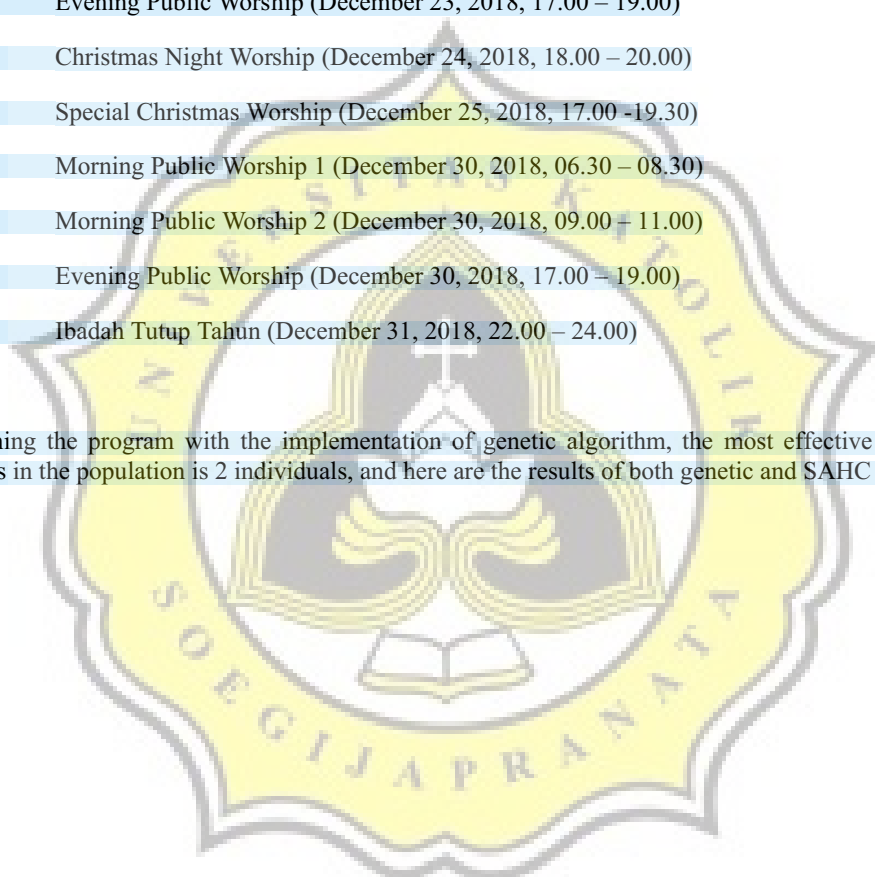 Evening Public Worship (December 23, 2018, 17.00 – 19.00)
Christmas Night Worship (December 24, 2018, 18.00 – 20.00)
Special Christmas Worship (December 25, 2018, 17.00 -19.30)
Morning Public Worship 1 (December 30, 2018, 06.30 – 08.30)
Morning Public Worship 2 (December 30, 2018, 09.00 – 11.00)
Evening Public Worship (December 30, 2018, 17.00 – 19.00)
Ibadah Tutup Tahun (December 31, 2018, 22.00 – 24.00)
the program with the implementation of genetic algorithm, the most effective
in the population is 2 individuals, and here are the results of both genetic and SAHC
UNIVERSITAS KATOLIK
SOEGIJAPRANATA